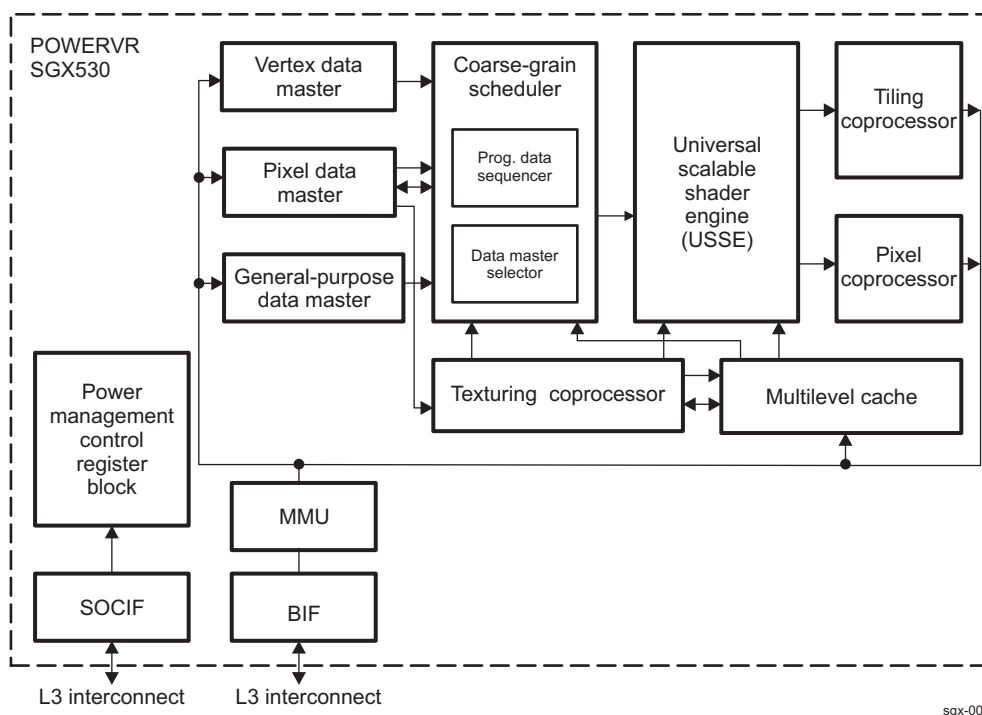 POWERVR
SGX530
Vertex data
master
Pixel data
master
General-purpose
data master
Coarse-grain
scheduler
Prog. data
sequencer
Data master
selector
Universal
scalable
shader
engine
(USSE)
Tiling
coprocessor
Pixel
coprocessor
Texturing coprocessor
Multilevel cache
Power
management
control
register
block
MMU
SOCIF
BIF
L3 interconnect
L3 interconnect